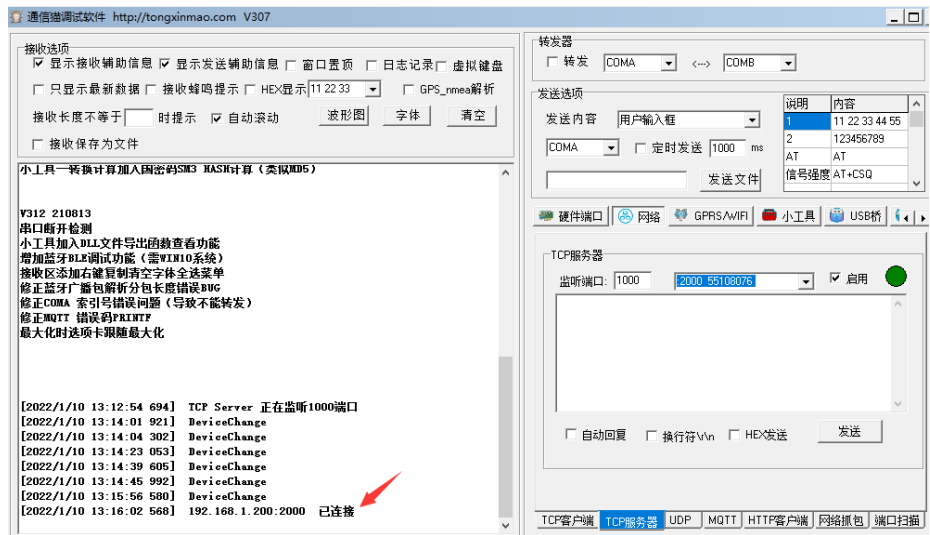 通信猫调试软件 http://tongxinmao.com V307
接收选项
显示接收辅助信息 显示发送辅助信息 窗口置顶 日志记录 虚拟键盘
只显示最新数据 接收蜂鸣提示 HEX显示 11 22 33 GPS_nmea解析
接收长度不等于 时提示 自动滚动 波形图 字体 清空
接收保存为文件
小工具—转换计算加入国密码SM3 HASH计算(类似MD5)
V312 210813
串口断开检测
小工具加入DLL文件导出函数查看功能
增加蓝牙BLE调试功能(需WIN10系统)
接收区添加右键复制清空字体全选菜单
修正蓝牙广播包解析分包长度错误BUG
修正COMA 索引号错误问题(导致不能转发)
修正MQTT 错误码PRINTF
最大化时选项卡跟随最大化
[2022/1/10 13:12:54 694] TCP Server 正在监听1000端口
[2022/1/10 13:14:01 921] DeviceChange
[2022/1/10 13:14:04 302] DeviceChange
[2022/1/10 13:14:23 053] DeviceChange
[2022/1/10 13:14:39 605] DeviceChange
[2022/1/10 13:14:45 992] DeviceChange
[2022/1/10 13:15:56 580] DeviceChange
[2022/1/10 13:16:02 568] 192.168.1.200:2000 已连接
转发器
转发 COMA <---> COMB
发送选项
发送内容 用户输入框
COMA 定时发送 1000 ms
发送文件
说明 内容
1 11 22 33 44 55
2 123456789
AT AT
信号强度 AT+CSQ
硬件端口 网络 GPRS/WIFI 小工具 USB桥
TCP服务器
监听端口: 1000 :2000 55108076 启用
自动回复 换行符\r\n HEX发送 发送
TCP客户端 TCP服务器 UDP MQTT HTTP客户端 网络抓包 端口扫描